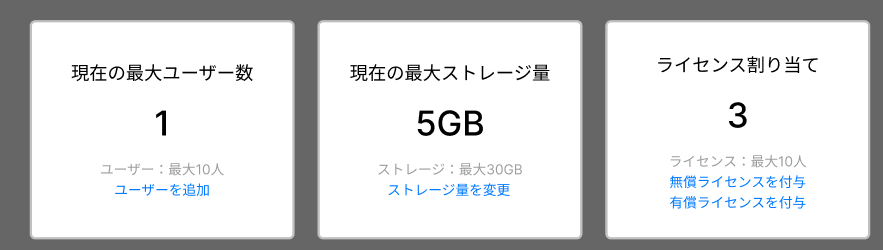 現在の最大ユーザー数
1
ユーザー：最大10人
ユーザーを追加
現在の最大ストレージ量
5GB
ストレージ：最大30GB
ストレージ量を変更
ライセンス割り当て
3
ライセンス：最大10人
無償ライセンスを付与
有償ライセンスを付与